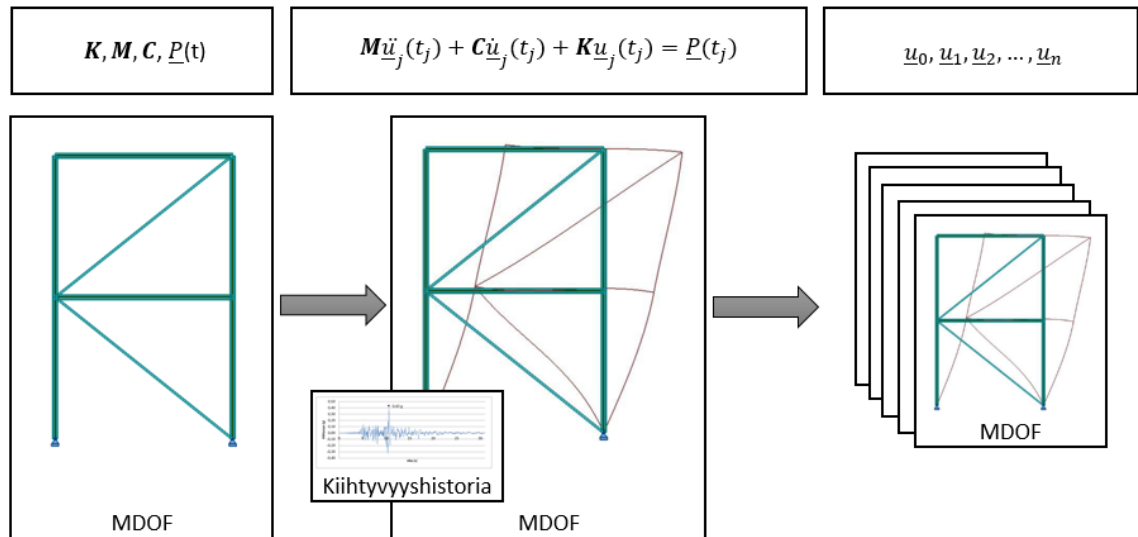 K, M, C, P(t)
Mü_j(t_j) + Cu̇_j(t_j) + Ku_j(t_j) = P(t_j)
u_0, u_1, u_2, …, u_n
MDOF
Kiihtyvyyshistoria
MDOF
MDOF